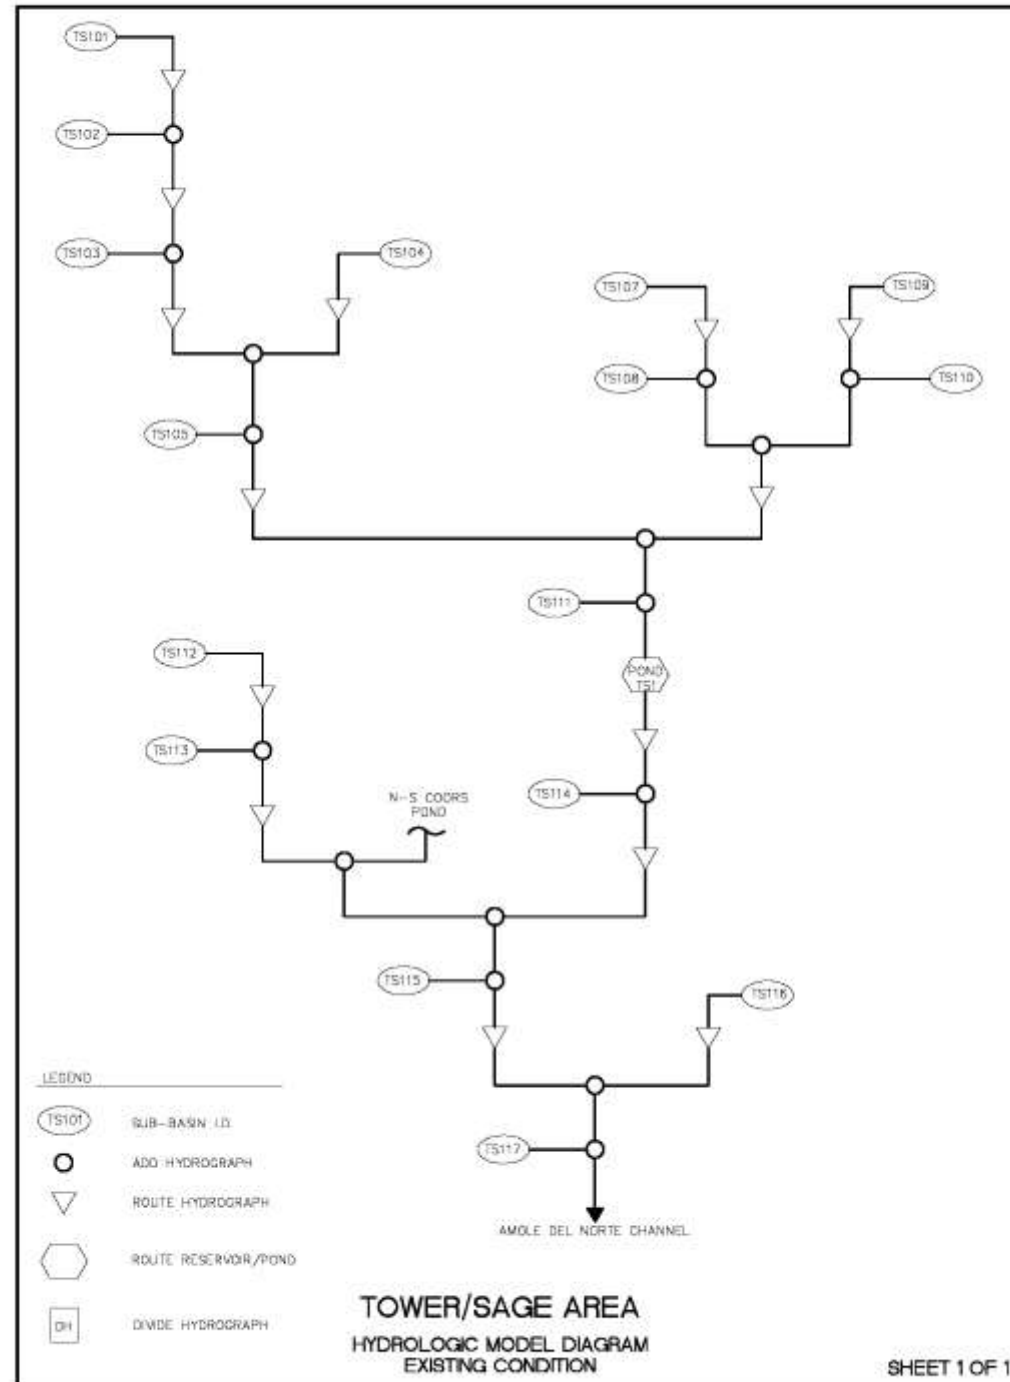 TS101
TS102
TS103
TS104
TS107
TS109
TS108
TS110
TS105
TS111
TS112
POND
TS1
TS113
N-S COORS
POND
TS114
TS115
TS116
TS117
AMOLE DEL NORTE CHANNEL
LEGEND
TS101 SUB-BASIN I.D.
ADD HYDROGRAPH
ROUTE HYDROGRAPH
ROUTE RESERVOIR/POND
DH DIVIDE HYDROGRAPH
TOWER/SAGE AREA
HYDROLOGIC MODEL DIAGRAM
EXISTING CONDITION
SHEET 1 OF 1